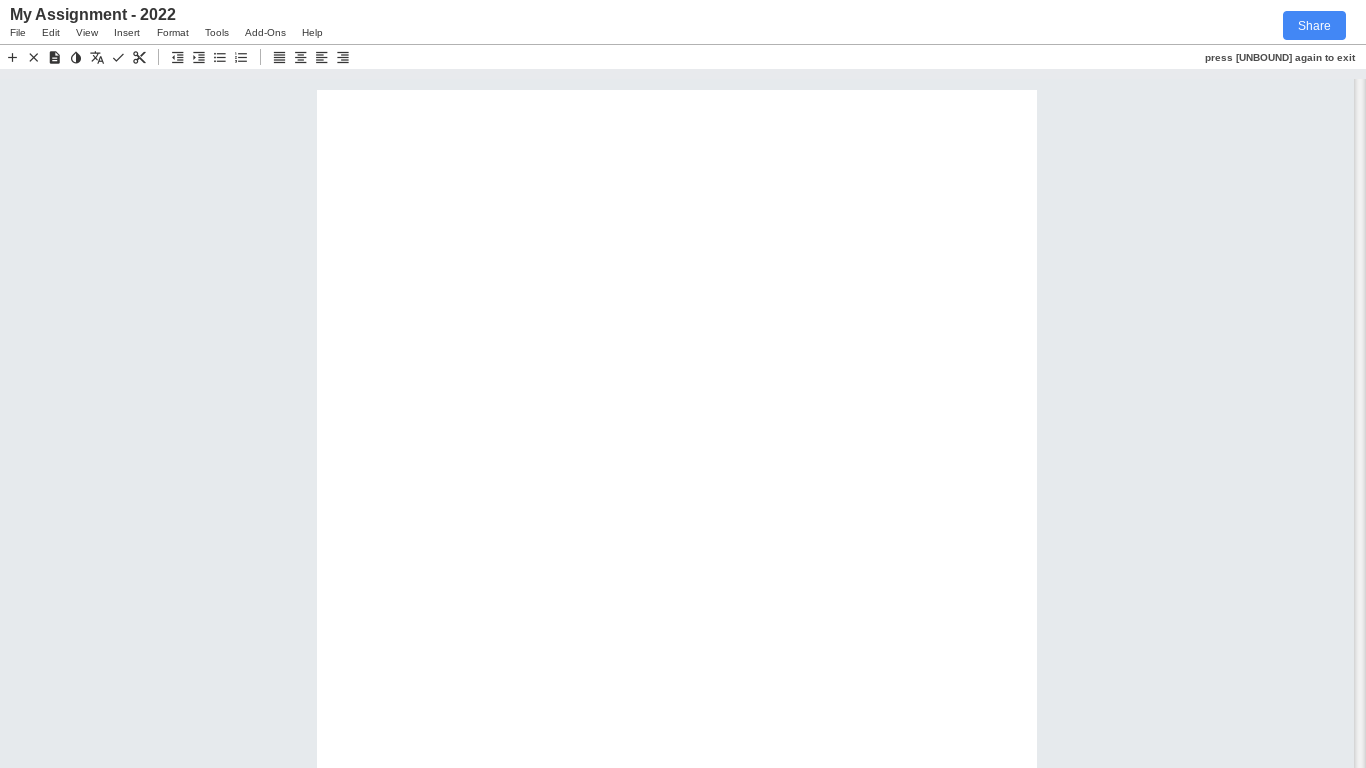 My Assignment - 2022
File Edit View Insert Format Tools Add-Ons Help
Share
press [UNBOUND] again to exit